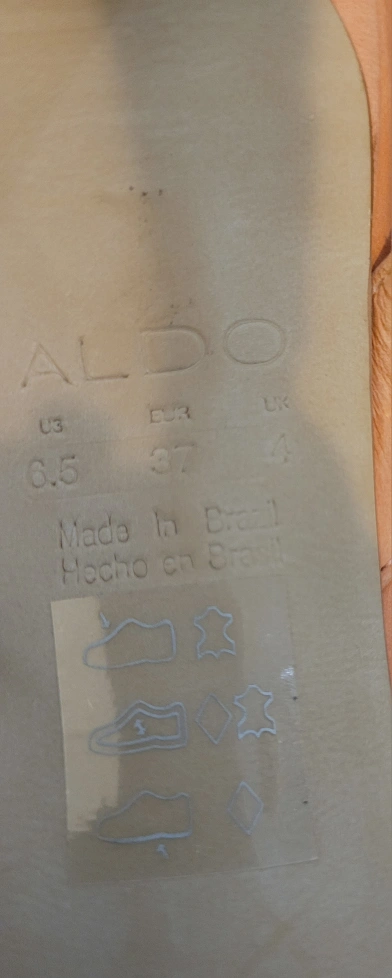 ALDO
US EUR UK
6.5 37 4
Made In Brazil
Hecho en Brasil